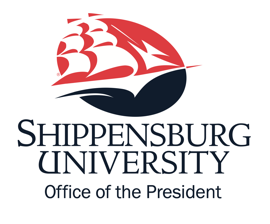 SHIPPENSBURG
UNIVERSITY
Office of the President